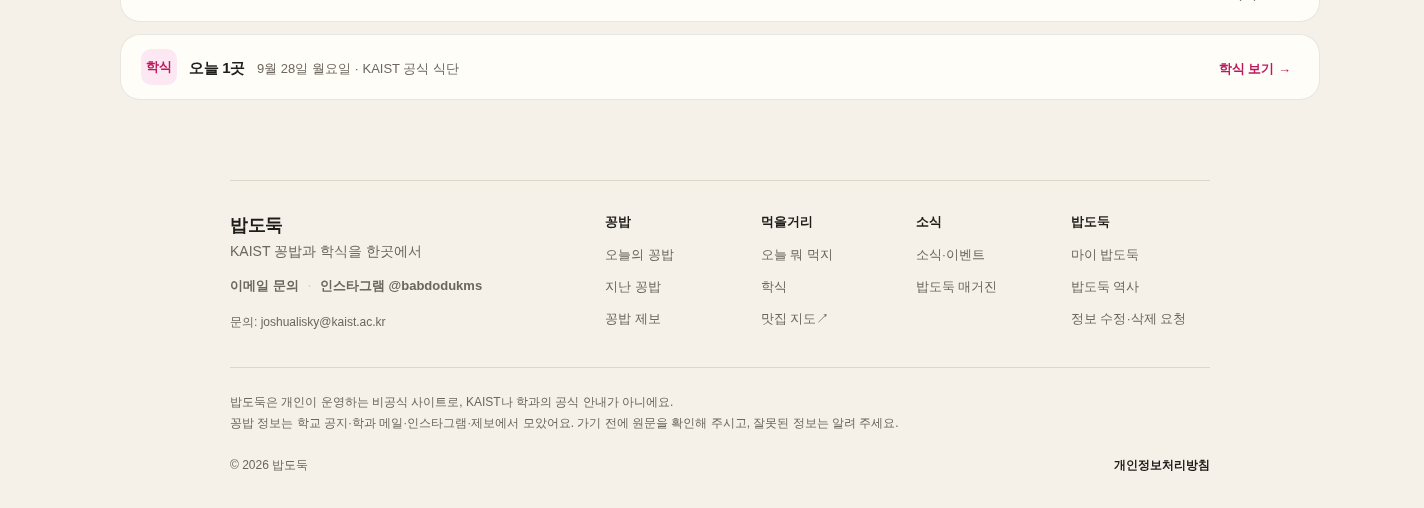 학식 오늘 1곳 9월 28일 월요일 · KAIST 공식 식단 학식 보기 →
밥도둑
KAIST 꽁밥과 학식을 한곳에서
이메일 문의 · 인스타그램 @babdodukms
문의: joshualisky@kaist.ac.kr
꽁밥
오늘의 꽁밥
지난 꽁밥
꽁밥 제보
먹을거리
오늘 뭐 먹지
학식
맛집 지도↗
소식
소식·이벤트
밥도둑 매거진
밥도둑
마이 밥도둑
밥도둑 역사
정보 수정·삭제 요청
밥도둑은 개인이 운영하는 비공식 사이트로, KAIST나 학과의 공식 안내가 아니에요.
꽁밥 정보는 학교 공지·학과 메일·인스타그램·제보에서 모았어요. 가기 전에 원문을 확인해 주시고, 잘못된 정보는 알려 주세요.
© 2026 밥도둑 개인정보처리방침